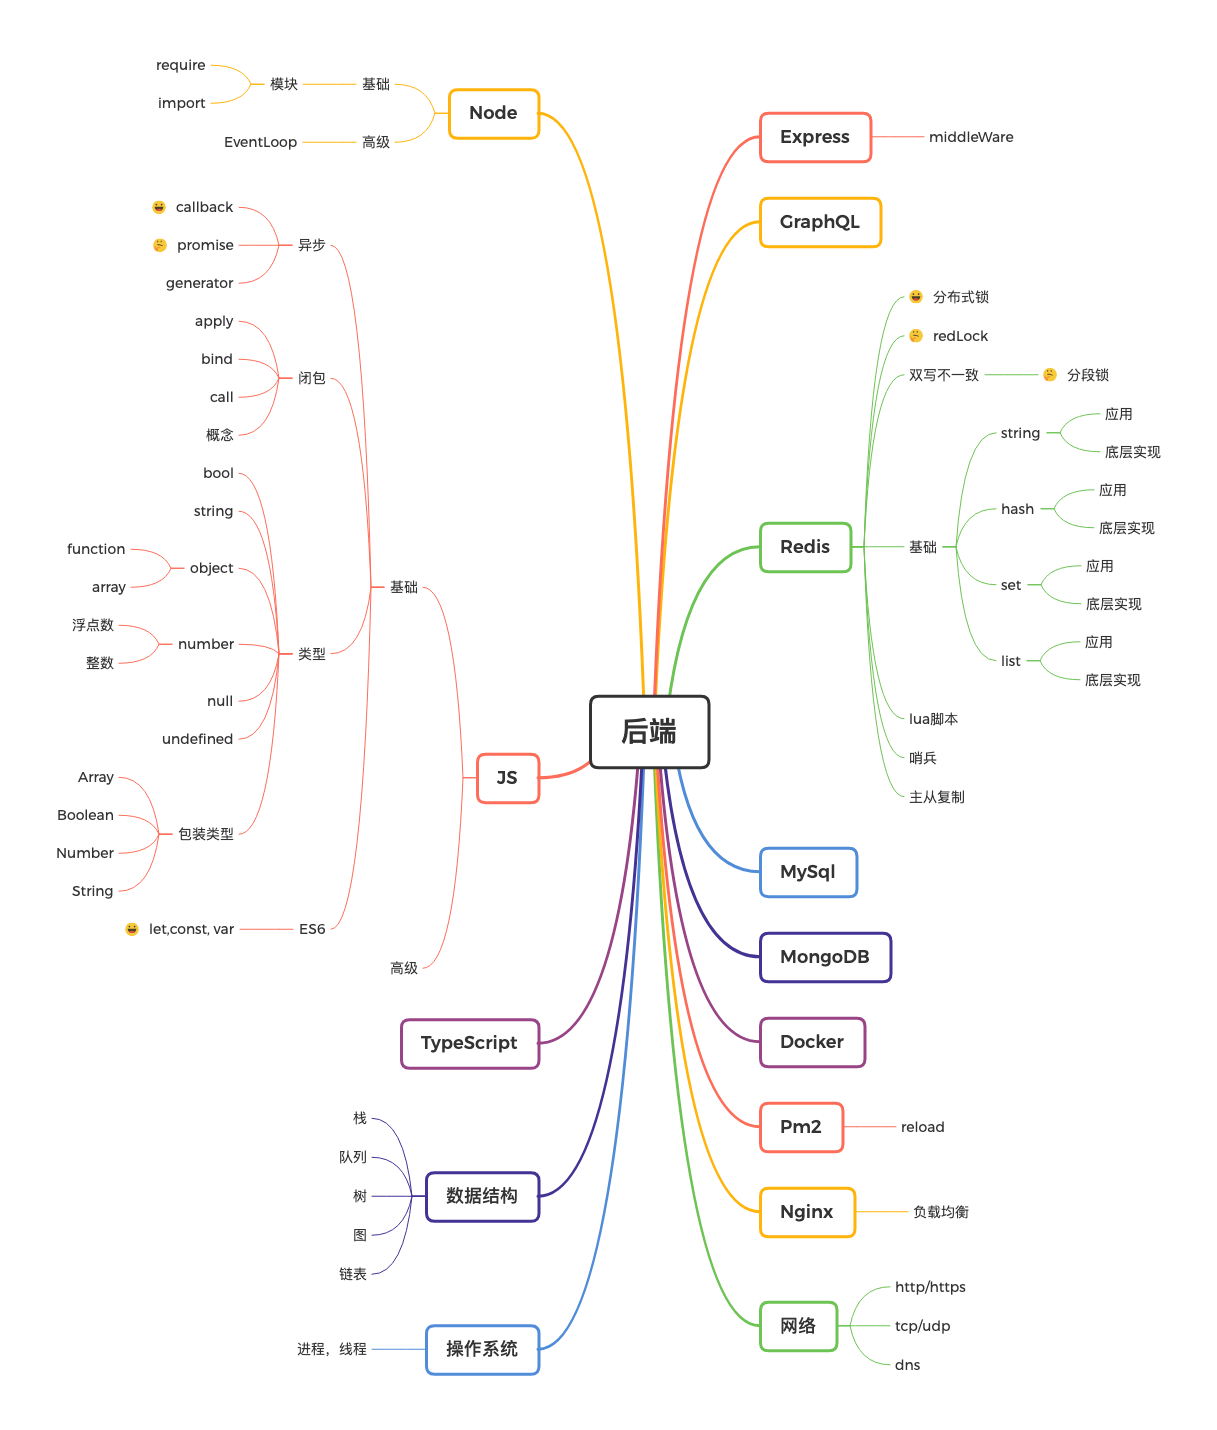 后端
Express
middleWare
GraphQL
Redis
分布式锁
redLock
双写不一致
分段锁
基础
string
应用
底层实现
hash
应用
底层实现
set
应用
底层实现
list
应用
底层实现
lua脚本
哨兵
主从复制
MySql
MongoDB
Docker
Pm2
reload
Nginx
负载均衡
网络
http/https
tcp/udp
dns
Node
基础
模块
require
import
高级
EventLoop
JS
基础
异步
callback
promise
generator
闭包
apply
bind
call
概念
类型
bool
string
object
function
array
number
浮点数
整数
null
undefined
包装类型
Array
Boolean
Number
String
ES6
let,const, var
高级
TypeScript
数据结构
栈
队列
树
图
链表
操作系统
进程，线程